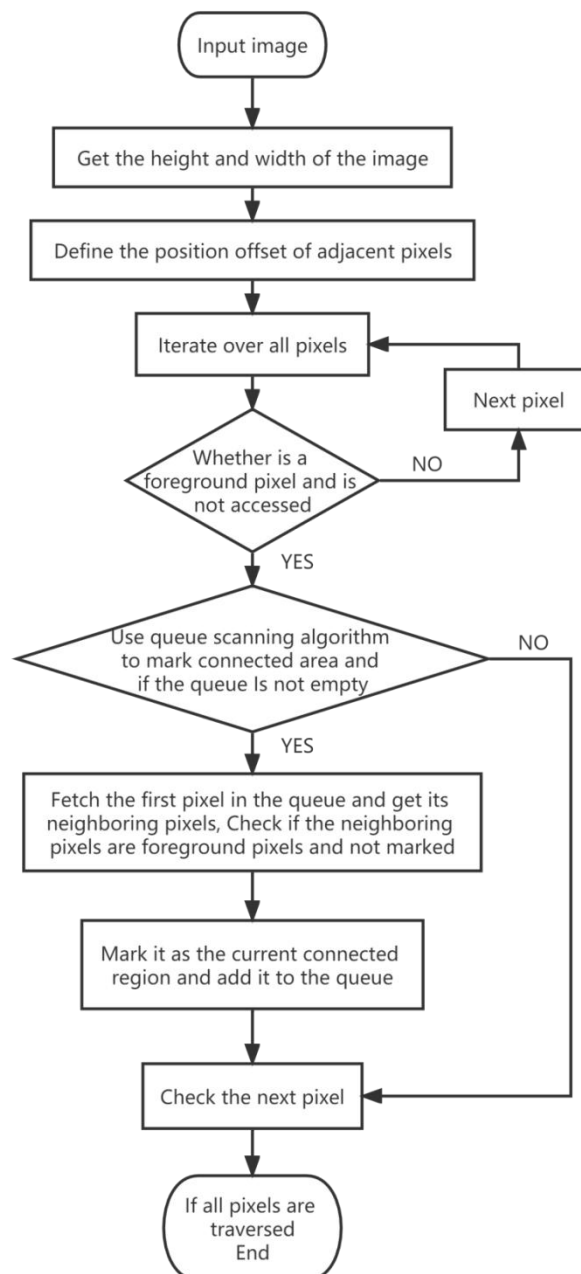 Input image
Get the height and width of the image
Define the position offset of adjacent pixels
Iterate over all pixels
Next pixel
Whether is a
foreground pixel and is
not accessed
NO
YES
Use queue scanning algorithm
to mark connected area and
if the queue Is not empty
NO
YES
Fetch the first pixel in the queue and get its
neighboring pixels, Check if the neighboring
pixels are foreground pixels and not marked
Mark it as the current connected
region and add it to the queue
Check the next pixel
If all pixels are
traversed
End